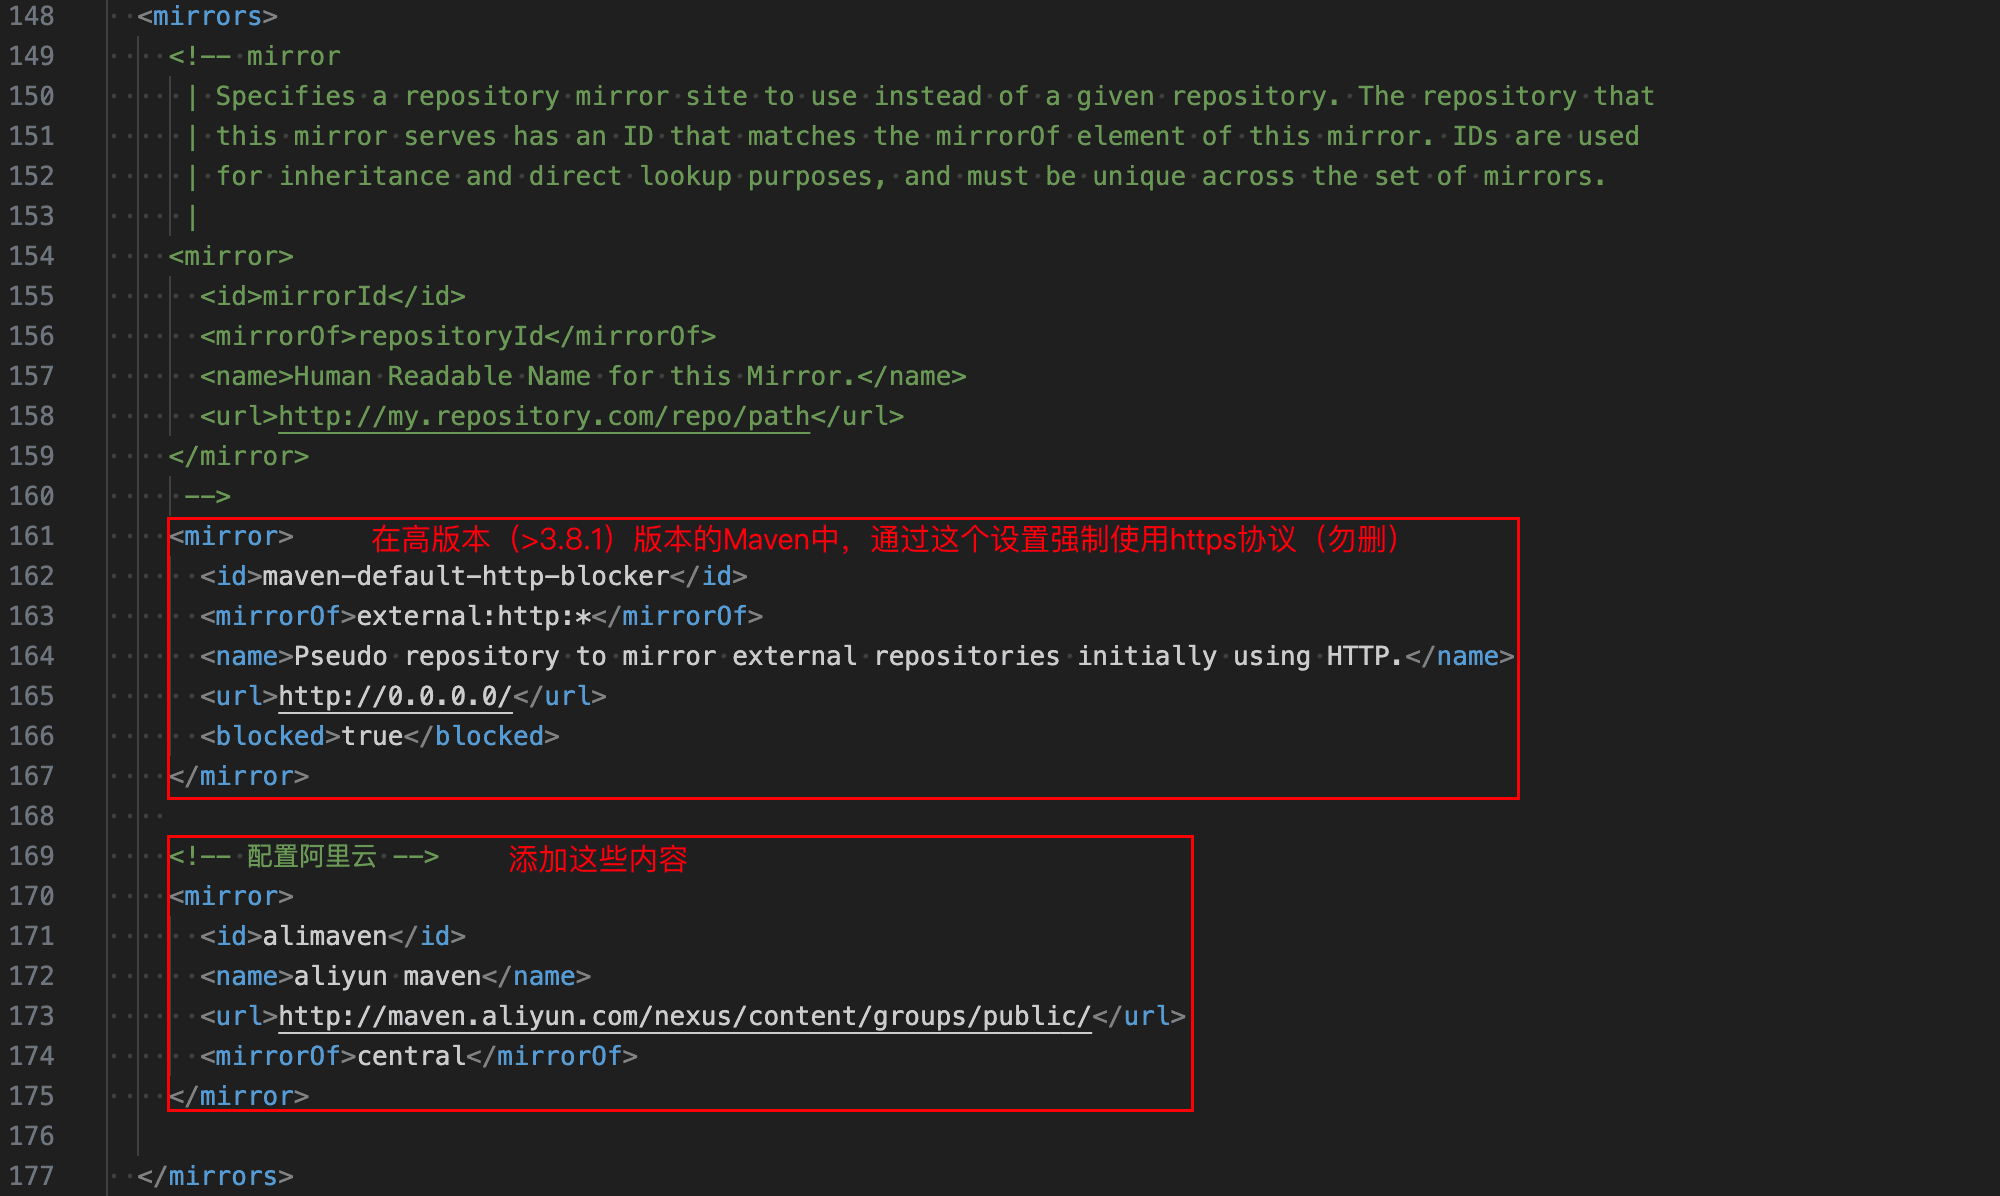 148 <mirrors>
149 <!-- mirror
150 | Specifies a repository mirror site to use instead of a given repository. The repository that
151 | this mirror serves has an ID that matches the mirrorOf element of this mirror. IDs are used
152 | for inheritance and direct lookup purposes, and must be unique across the set of mirrors.
153 |
154 <mirror>
155 <id>mirrorId</id>
156 <mirrorOf>repositoryId</mirrorOf>
157 <name>Human Readable Name for this Mirror.</name>
158 <url>http://my.repository.com/repo/path</url>
159 </mirror>
160 -->
161 <mirror> 在高版本（>3.8.1）版本的Maven中，通过这个设置强制使用https协议（勿删）
162 <id>maven-default-http-blocker</id>
163 <mirrorOf>external:http:*</mirrorOf>
164 <name>Pseudo repository to mirror external repositories initially using HTTP.</name>
165 <url>http://0.0.0.0/</url>
166 <blocked>true</blocked>
167 </mirror>
168
169 <!-- 配置阿里云 --> 添加这些内容
170 <mirror>
171 <id>alimaven</id>
172 <name>aliyun maven</name>
173 <url>http://maven.aliyun.com/nexus/content/groups/public/</url>
174 <mirrorOf>central</mirrorOf>
175 </mirror>
176
177 </mirrors>